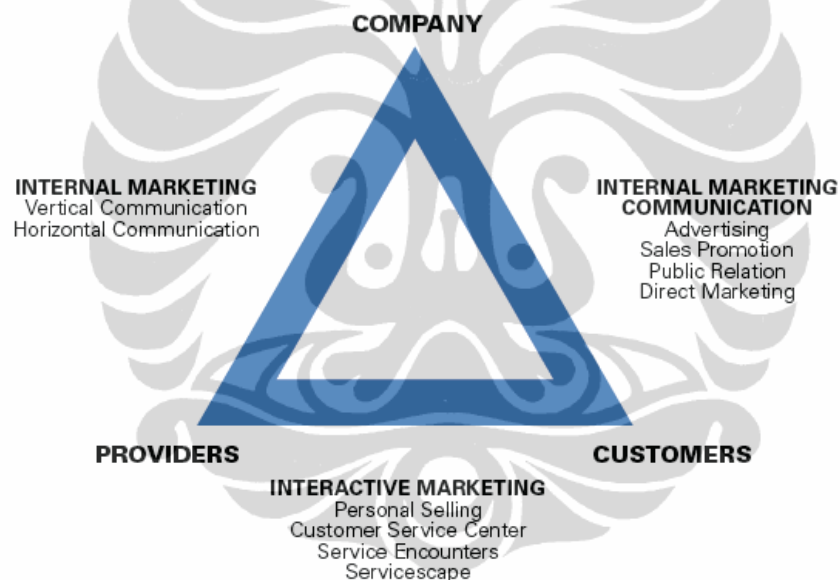 COMPANY
INTERNAL MARKETING
Vertical Communication
Horizontal Communication
INTERNAL MARKETING
COMMUNICATION
Advertising
Sales Promotion
Public Relation
Direct Marketing
PROVIDERS
CUSTOMERS
INTERACTIVE MARKETING
Personal Selling
Customer Service Center
Service Encounters
Servicescape